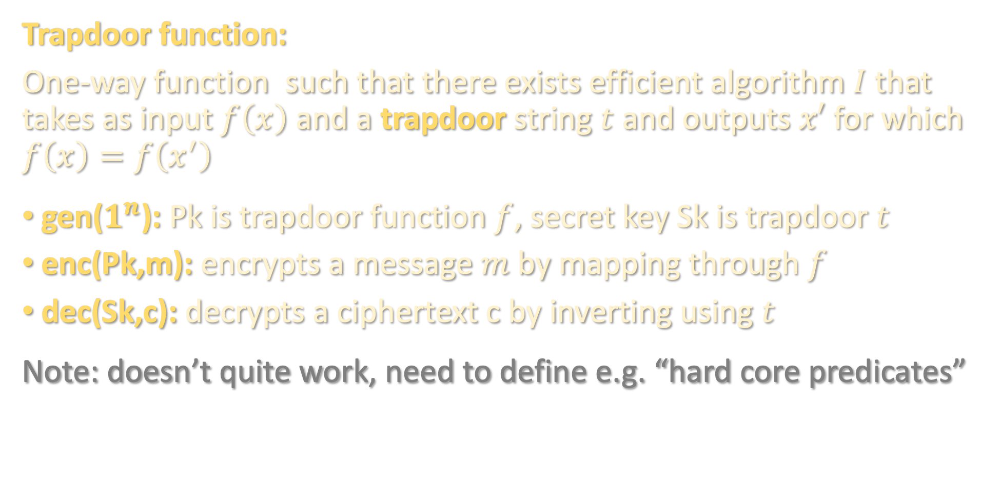 Trapdoor function:
One-way function  such that there exists efficient algorithm 𝐼 that
takes as input 𝑓(𝑥) and a trapdoor string 𝑡 and outputs 𝑥′ for which
𝑓(𝑥) = 𝑓(𝑥′)
• gen(1ⁿ): Pk is trapdoor function 𝑓, secret key Sk is trapdoor 𝑡
• enc(Pk,m): encrypts a message 𝑚 by mapping through 𝑓
• dec(Sk,c): decrypts a ciphertext c by inverting using 𝑡
Note: doesn’t quite work, need to define e.g. “hard core predicates”